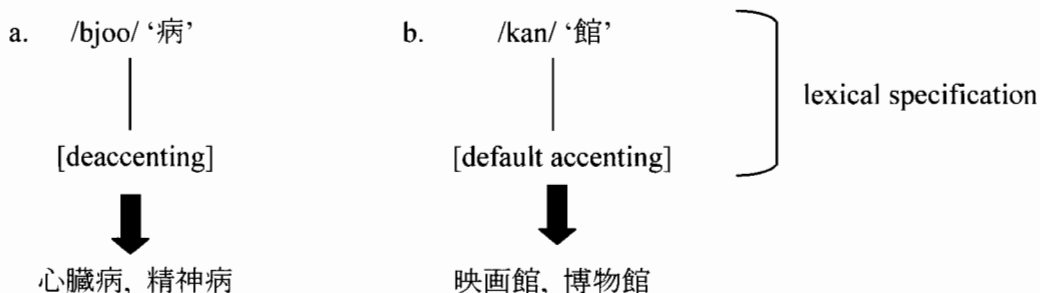 a. /bjoo/ ‘病’ b. /kan/ ‘館’
lexical specification
[deaccenting] [default accenting]
心臓病, 精神病 映画館, 博物館